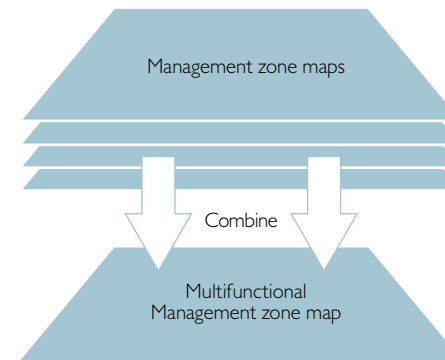 Management zone maps
Combine
Multifunctional
Management zone map